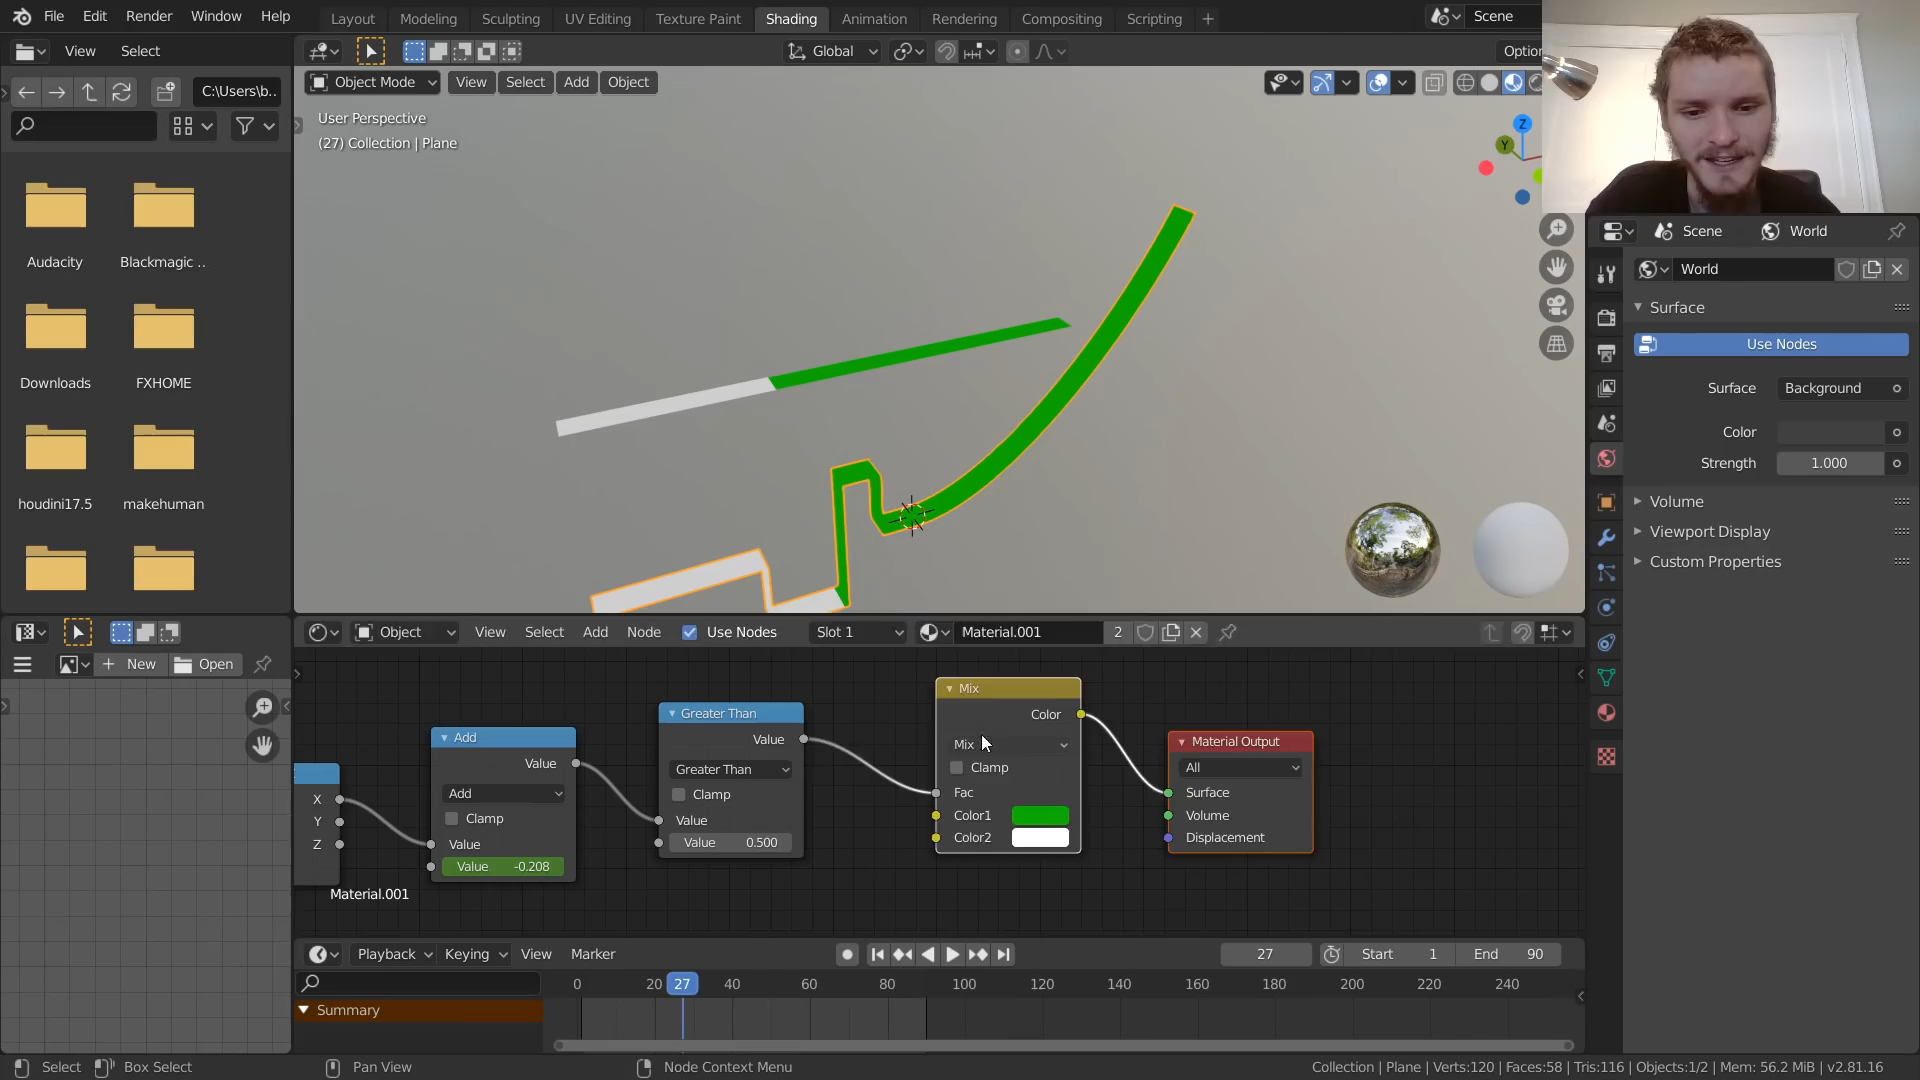 File Edit Render Window Help
Layout Modeling Sculpting UV Editing Texture Paint Shading Animation Rendering Compositing Scripting +
Scene
View Select
Global
Optio
C:\Users\b..
Object Mode View Select Add Object
User Perspective
(27) Collection | Plane
Z
Y
Audacity
Blackmagic ..
Downloads
FXHOME
houdini17.5
makehuman
Scene World
World
Surface
Use Nodes
Surface Background
Color
Strength 1.000
Volume
Viewport Display
Custom Properties
Object View Select Add Node Use Nodes Slot 1 Material.001 2
+ New Open
X
Y
Z
Add
Value
Add
Clamp
Value
Value -0.208
Greater Than
Value
Greater Than
Clamp
Value
Value 0.500
Mix
Color
Mix
Clamp
Fac
Color1
Color2
Material Output
All
Surface
Volume
Displacement
Material.001
Playback Keying View Marker 27 Start 1 End 90
0 20 27 40 60 80 100 120 140 160 180 200 220 240
Summary
Select Box Select Pan View Node Context Menu
Collection | Plane | Verts:120 | Faces:58 | Tris:116 | Objects:1/2 | Mem: 56.2 MiB | v2.81.16